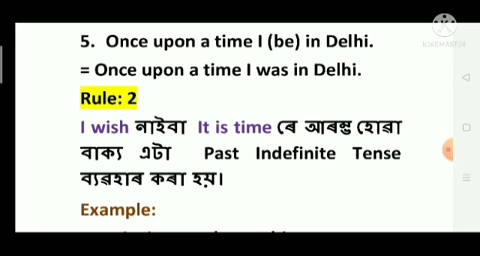 KINEMASTER
5. Once upon a time I (be) in Delhi.
= Once upon a time I was in Delhi.
Rule: 2
I wish নাইবা It is time ৰে আৰম্ভ হোৱা
বাক্য এটা Past Indefinite Tense
ব্যৱহাৰ কৰা হয়।
Example: